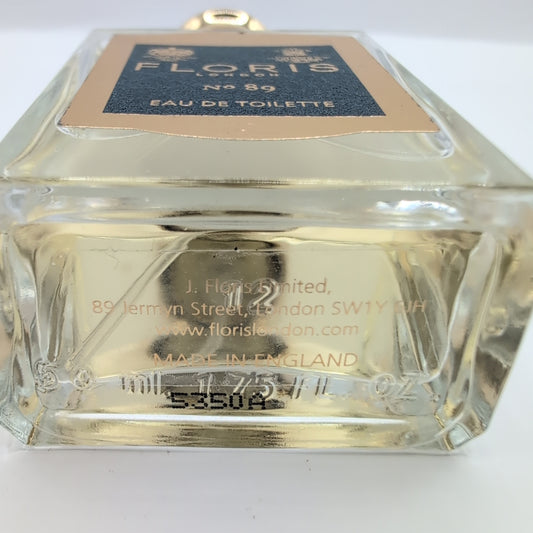 FLORIS
LONDON
Nº 89
EAU DE TOILETTE
12
J. Floris Limited,
89 Jermyn Street, London SW1Y 6JH
www.florislondon.com
MADE IN ENGLAND
ml 1.75 fl. oz
5350A